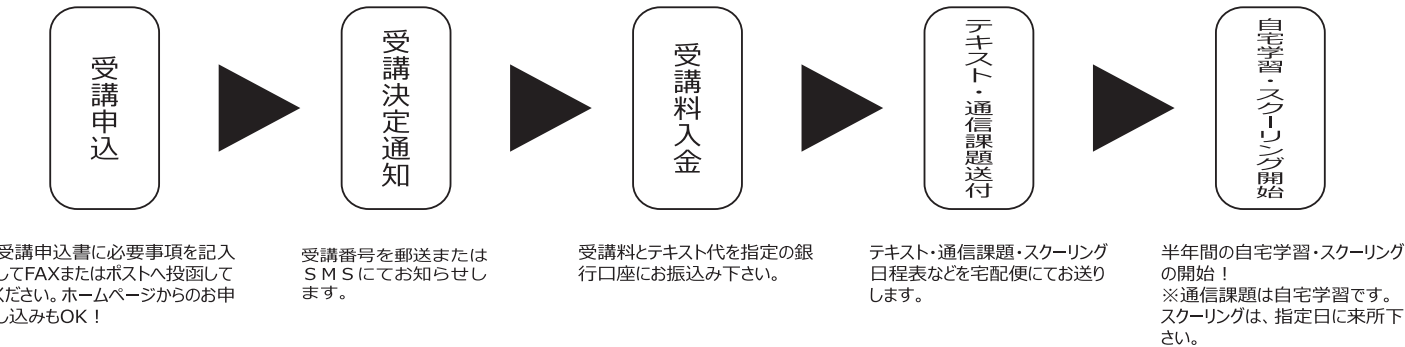 受講申込
受講決定通知
受講料入金
テキスト・通信課題送付
自宅学習・スクーリング開始
受講申込書に必要事項を記入
してFAXまたはポストへ投函して
ください。ホームページからのお申
し込みもOK！
受講番号を郵送または
ＳＭＳにてお知らせし
ます。
受講料とテキスト代を指定の銀
行口座にお振込み下さい。
テキスト・通信課題・スクーリング
日程表などを宅配便にてお送り
します。
半年間の自宅学習・スクーリング
の開始！
※通信課題は自宅学習です。
スクーリングは、指定日に来所下
さい。